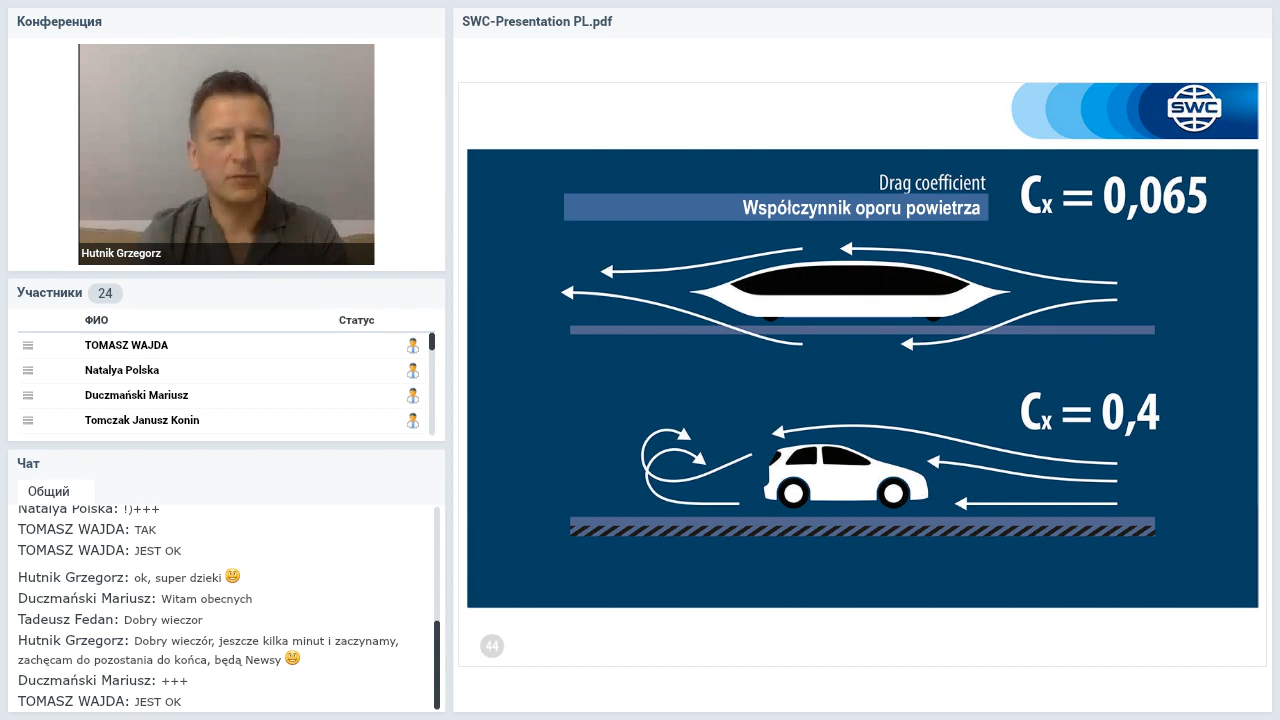 Конференция
Hutnik Grzegorz
Участники 24
ФИО Статус
TOMASZ WAJDA
Natalya Polska
Duczmański Mariusz
Tomczak Janusz Konin
Чат
Общий
Natalya Polska: !)+++
TOMASZ WAJDA: TAK
TOMASZ WAJDA: JEST OK
Hutnik Grzegorz: ok, super dzieki
Duczmański Mariusz: Witam obecnych
Tadeusz Fedan: Dobry wieczor
Hutnik Grzegorz: Dobry wieczór, jeszcze kilka minut i zaczynamy,
zachęcam do pozostania do końca, będą Newsy
Duczmański Mariusz: +++
TOMASZ WAJDA: JEST OK
SWC-Presentation PL.pdf
SWC
Drag coefficient
Współczynnik oporu powietrza
Cx = 0,065
Cx = 0,4
44